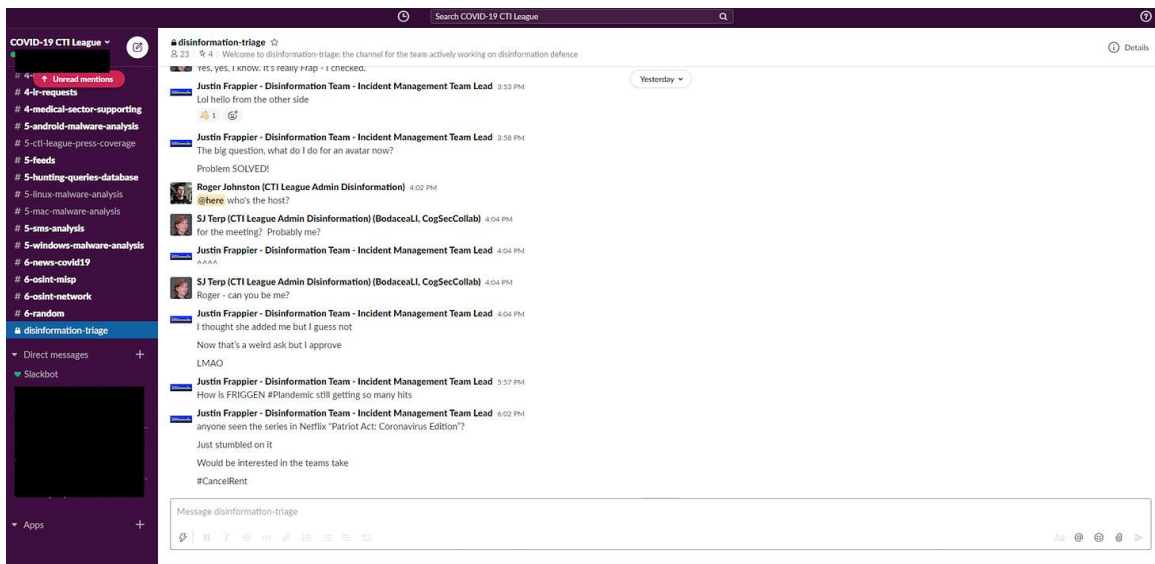 Search COVID-19 CTI League
COVID-19 CTI League
Unread mentions
# 4-ir-requests
# 4-medical-sector-supporting
# 5-android-malware-analysis
# 5-ctl-league-press-coverage
# 5-feeds
# 5-hunting-queries-database
# 5-linux-malware-analysis
# 5-mac-malware-analysis
# 5-sms-analysis
# 5-windows-malware-analysis
# 6-news-covid19
# 6-osint-misp
# 6-osint-network
# 6-random
disinformation-triage
Direct messages +
Slackbot
Apps +
disinformation-triage
23 | 4 | Welcome to disinformation-triage: the channel for the team actively working on disinformation defence
Details
Yesterday
Yes, yes, I know. It's really Frap - I checked.
Justin Frappier - Disinformation Team - Incident Management Team Lead 3:53 PM
Lol hello from the other side
1
Justin Frappier - Disinformation Team - Incident Management Team Lead 3:58 PM
The big question, what do I do for an avatar now?
Problem SOLVED!
Roger Johnston (CTI League Admin Disinformation) 4:02 PM
@here who's the host?
SJ Terp (CTI League Admin Disinformation) (BodaceaLI, CogSecCollab) 4:04 PM
for the meeting? Probably me?
Justin Frappier - Disinformation Team - Incident Management Team Lead 4:04 PM
^^^^
SJ Terp (CTI League Admin Disinformation) (BodaceaLI, CogSecCollab) 4:04 PM
Roger - can you be me?
Justin Frappier - Disinformation Team - Incident Management Team Lead 4:04 PM
I thought she added me but I guess not
Now that's a weird ask but I approve
LMAO
Justin Frappier - Disinformation Team - Incident Management Team Lead 5:57 PM
How is FRIGGEN #Plandemic still getting so many hits
Justin Frappier - Disinformation Team - Incident Management Team Lead 6:02 PM
anyone seen the series in Netflix "Patriot Act: Coronavirus Edition"?
Just stumbled on it
Would be interested in the teams take
#CancelRent
Message disinformation-triage